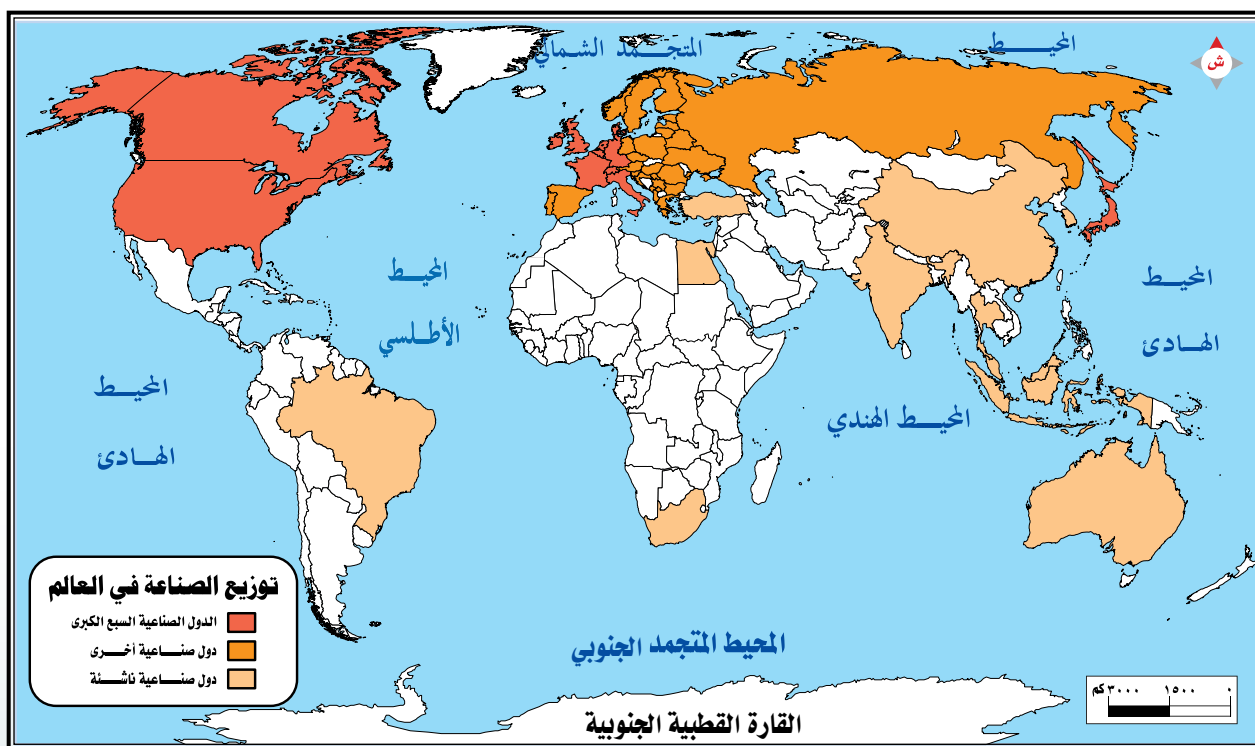 المتجمد الشمالي
المحيط
ش
المحيط
الأطلسي
المحيط
الهادئ
المحيط
الهادئ
المحيط الهندي
المحيط المتجمد الجنوبي
القارة القطبية الجنوبية
توزيع الصناعة في العالم
الدول الصناعية السبع الكبرى
دول صناعية أخرى
دول صناعية ناشئة
٣٠٠٠ كم ١٥٠٠ ٠